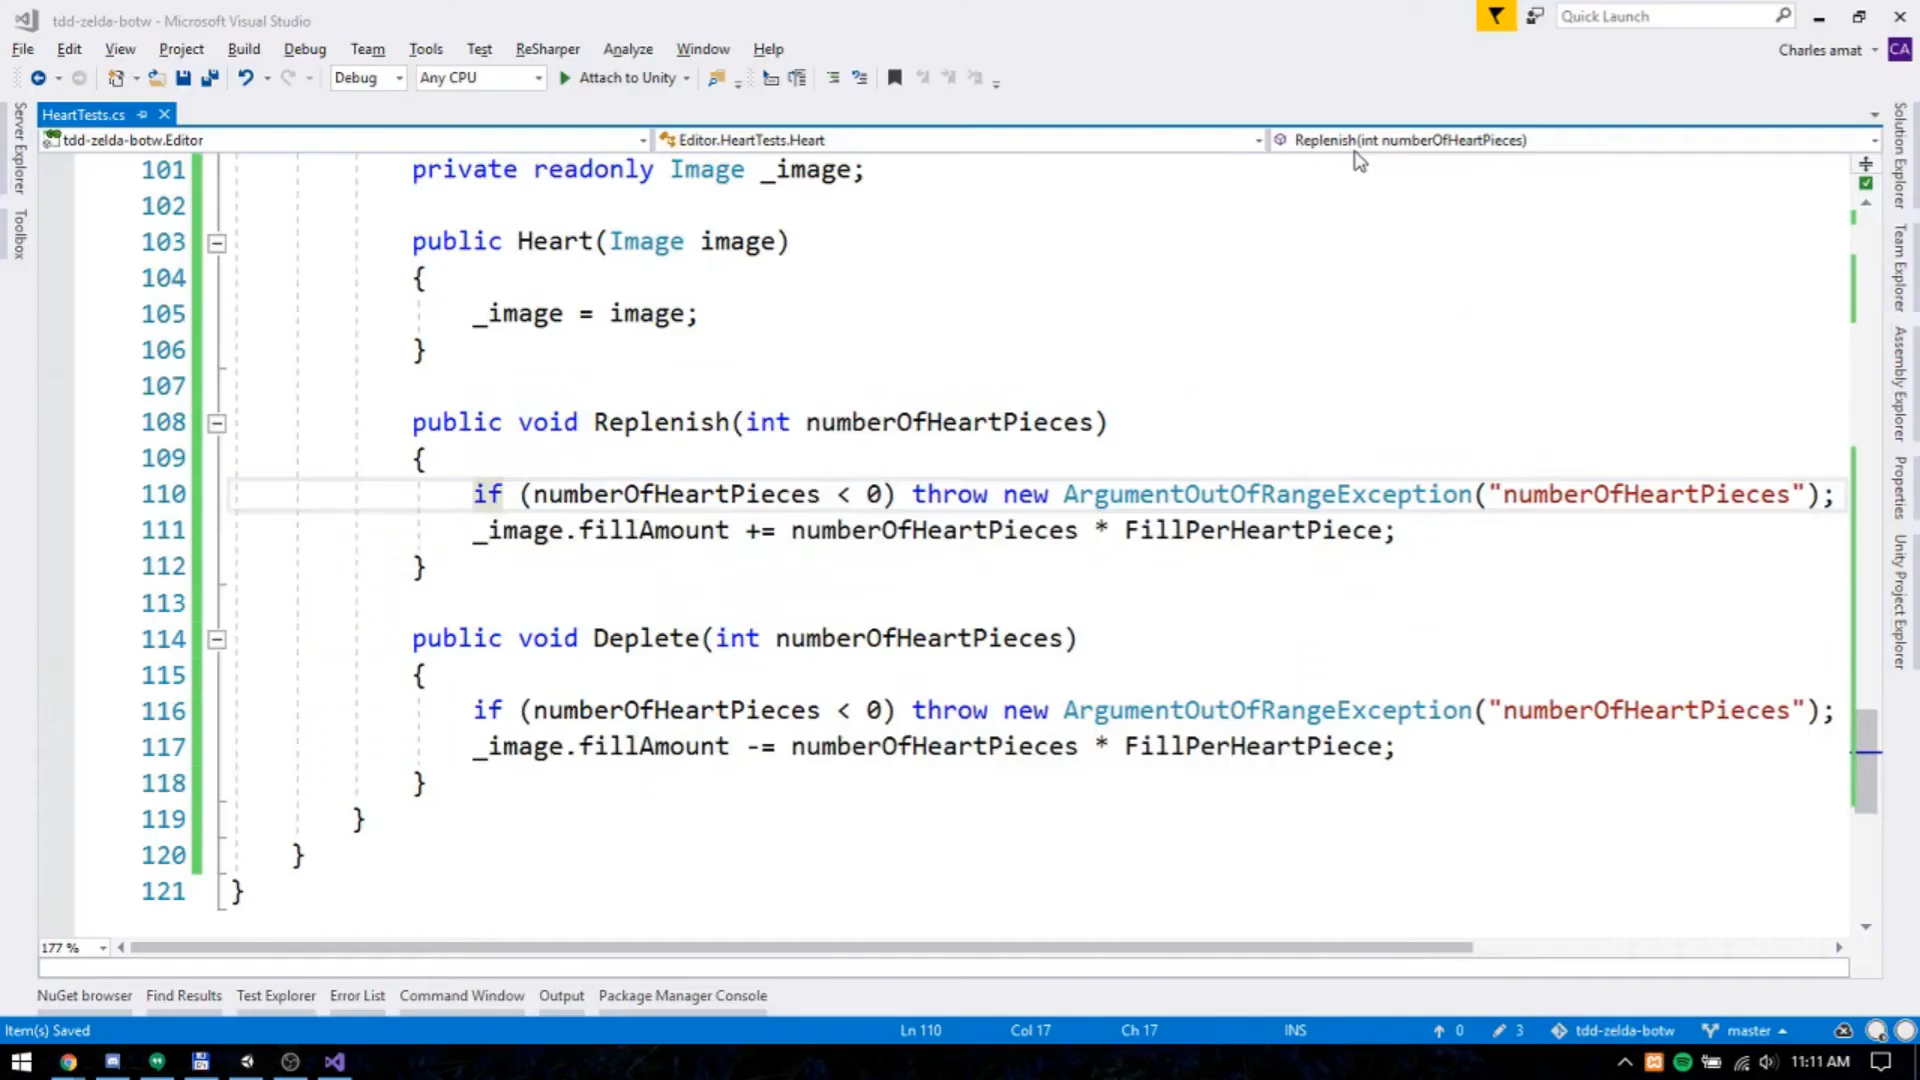 tdd-zelda-botw - Microsoft Visual Studio
Quick Launch
File Edit View Project Build Debug Team Tools Test ReSharper Analyze Window Help
Charles amat CA
Debug Any CPU Attach to Unity
HeartTests.cs
tdd-zelda-botw.Editor Editor.HeartTests.Heart Replenish(int numberOfHeartPieces)
Server Explorer
Toolbox
Solution Explorer
Team Explorer
Assembly Explorer
Properties
Unity Project Explorer
101 private readonly Image _image;
102
103 public Heart(Image image)
104 {
105 _image = image;
106 }
107
108 public void Replenish(int numberOfHeartPieces)
109 {
110 if (numberOfHeartPieces < 0) throw new ArgumentOutOfRangeException("numberOfHeartPieces");
111 _image.fillAmount += numberOfHeartPieces * FillPerHeartPiece;
112 }
113
114 public void Deplete(int numberOfHeartPieces)
115 {
116 if (numberOfHeartPieces < 0) throw new ArgumentOutOfRangeException("numberOfHeartPieces");
117 _image.fillAmount -= numberOfHeartPieces * FillPerHeartPiece;
118 }
119 }
120 }
121 }
177 %
NuGet browser Find Results Test Explorer Error List Command Window Output Package Manager Console
Item(s) Saved Ln 110 Col 17 Ch 17 INS 0 3 tdd-zelda-botw master
11:11 AM